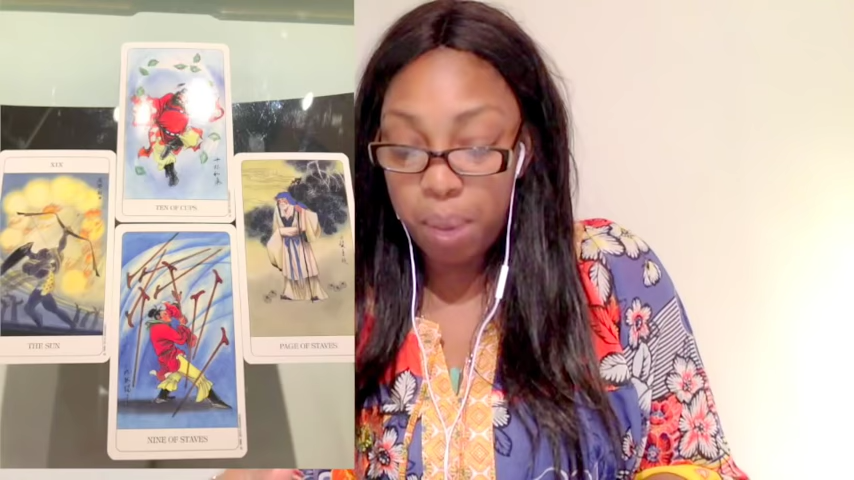 TEN OF CUPS
XIX
THE SUN
PAGE OF STAVES
NINE OF STAVES